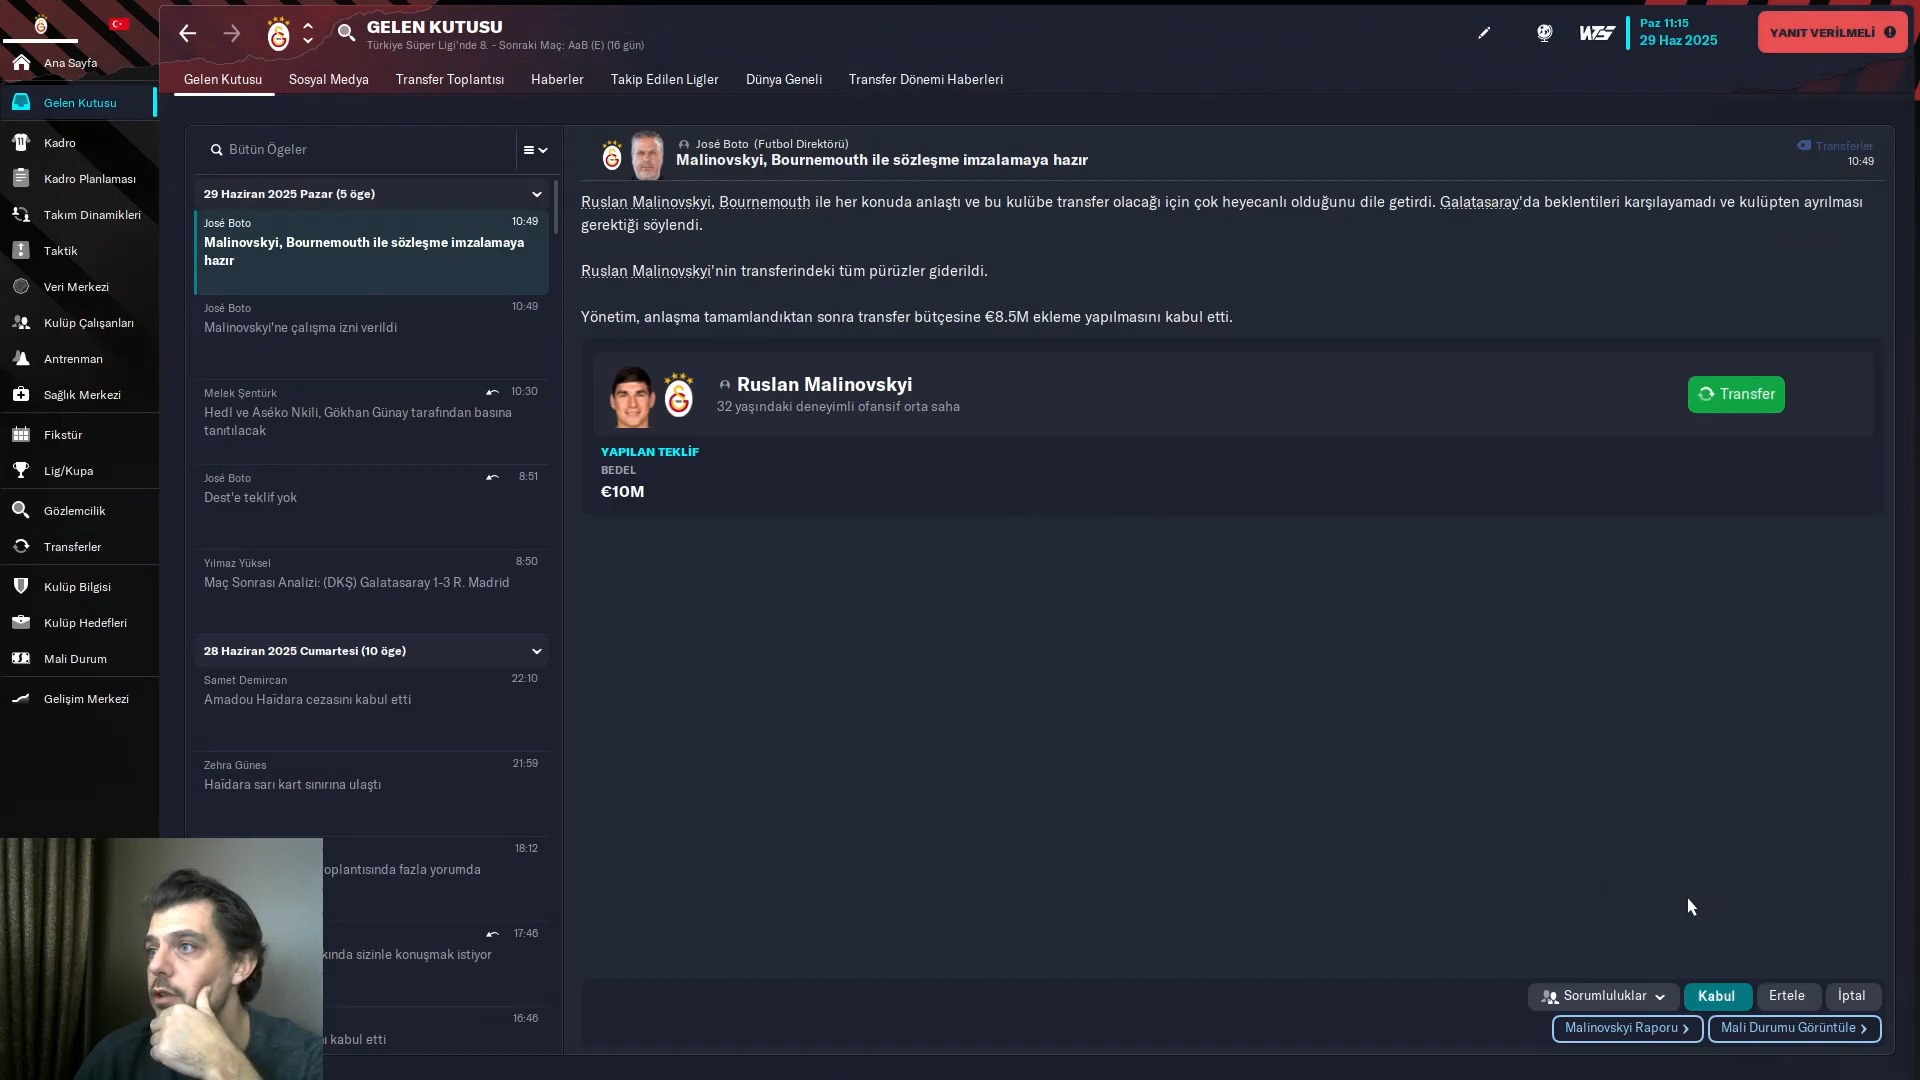 GELEN KUTUSU
Türkiye Süper Ligi'nde 8. - Sonraki Maç: AaB (E) (16 gün)
Paz 11:15
29 Haz 2025
YANIT VERİLMELİ
Gelen Kutusu
Sosyal Medya
Transfer Toplantısı
Haberler
Takip Edilen Ligler
Dünya Geneli
Transfer Dönemi Haberleri
Ana Sayfa
Gelen Kutusu
Kadro
Kadro Planlaması
Takım Dinamikleri
Taktik
Veri Merkezi
Kulüp Çalışanları
Antrenman
Sağlık Merkezi
Fikstür
Lig/Kupa
Gözlemcilik
Transferler
Kulüp Bilgisi
Kulüp Hedefleri
Mali Durum
Gelişim Merkezi
Bütün Ögeler
29 Haziran 2025 Pazar (5 öge)
José Boto 10:49
Malinovskyi, Bournemouth ile sözleşme imzalamaya
hazır
José Boto 10:49
Malinovskyi'ne çalışma izni verildi
Melek Şentürk 10:30
Hedl ve Aséko Nkili, Gökhan Günay tarafından basına
tanıtılacak
José Boto 8:51
Dest'e teklif yok
Yılmaz Yüksel 8:50
Maç Sonrası Analizi: (DKŞ) Galatasaray 1-3 R. Madrid
28 Haziran 2025 Cumartesi (10 öge)
Samet Demircan 22:10
Amadou Haïdara cezasını kabul etti
Zehra Günes 21:59
Haïdara sarı kart sınırına ulaştı
18:12
oplantısında fazla yorumda
17:46
kında sizinle konuşmak istiyor
16:46
ı kabul etti
José Boto (Futbol Direktörü)
Malinovskyi, Bournemouth ile sözleşme imzalamaya hazır
Transferler
10:49
Ruslan Malinovskyi, Bournemouth ile her konuda anlaştı ve bu kulübe transfer olacağı için çok heyecanlı olduğunu dile getirdi. Galatasaray'da beklentileri karşılayamadı ve kulüpten ayrılması
gerektiği söylendi.
Ruslan Malinovskyi'nin transferindeki tüm pürüzler giderildi.
Yönetim, anlaşma tamamlandıktan sonra transfer bütçesine €8.5M ekleme yapılmasını kabul etti.
Ruslan Malinovskyi
32 yaşındaki deneyimli ofansif orta saha
Transfer
YAPILAN TEKLİF
BEDEL
€10M
Sorumluluklar
Kabul
Ertele
İptal
Malinovskyi Raporu
Mali Durumu Görüntüle